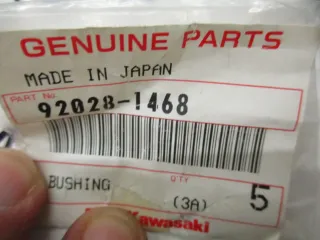 GENUINE PARTS
MADE IN JAPAN
PART No.
92028-1468
BUSHING
QTY
(3A) 5
Kawasaki